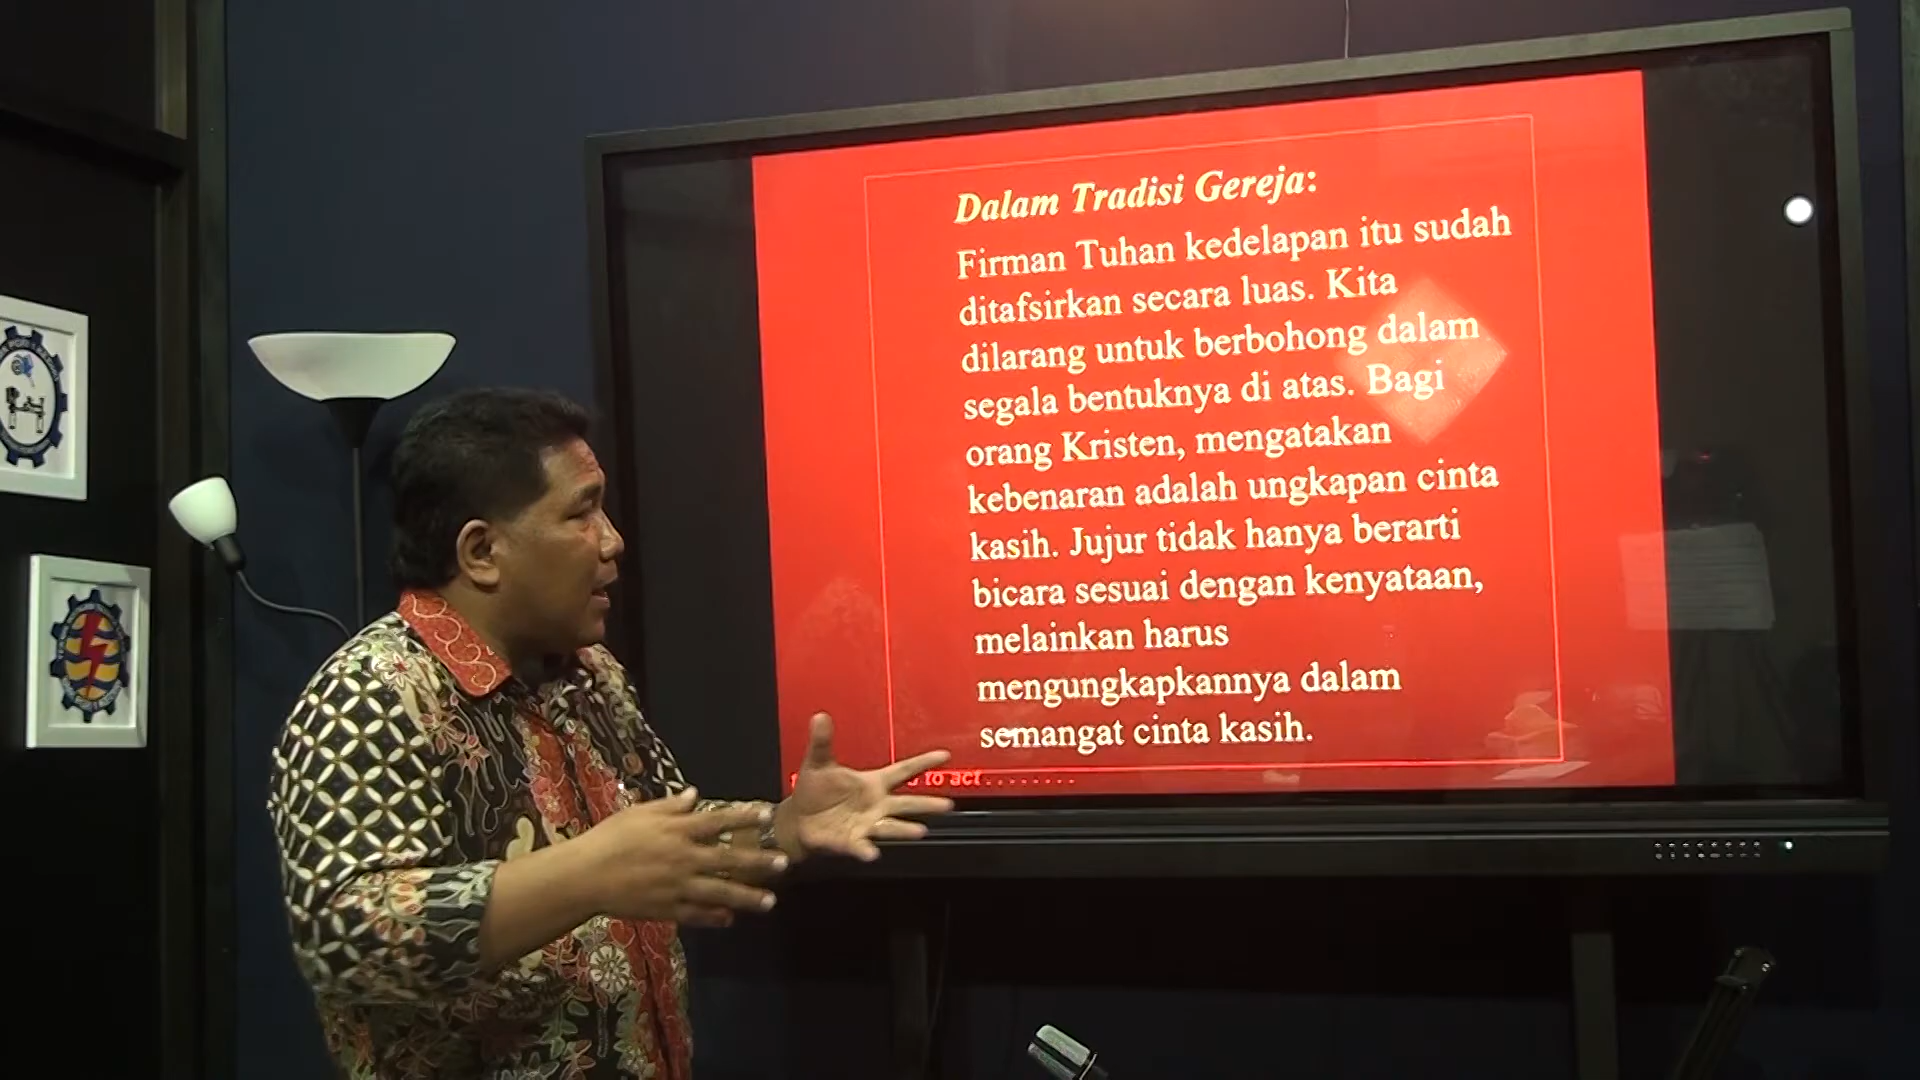 Dalam Tradisi Gereja:
Firman Tuhan kedelapan itu sudah
ditafsirkan secara luas. Kita
dilarang untuk berbohong dalam
segala bentuknya di atas. Bagi
orang Kristen, mengatakan
kebenaran adalah ungkapan cinta
kasih. Jujur tidak hanya berarti
bicara sesuai dengan kenyataan,
melainkan harus
mengungkapkannya dalam
semangat cinta kasih.
to act . . . . . . . .